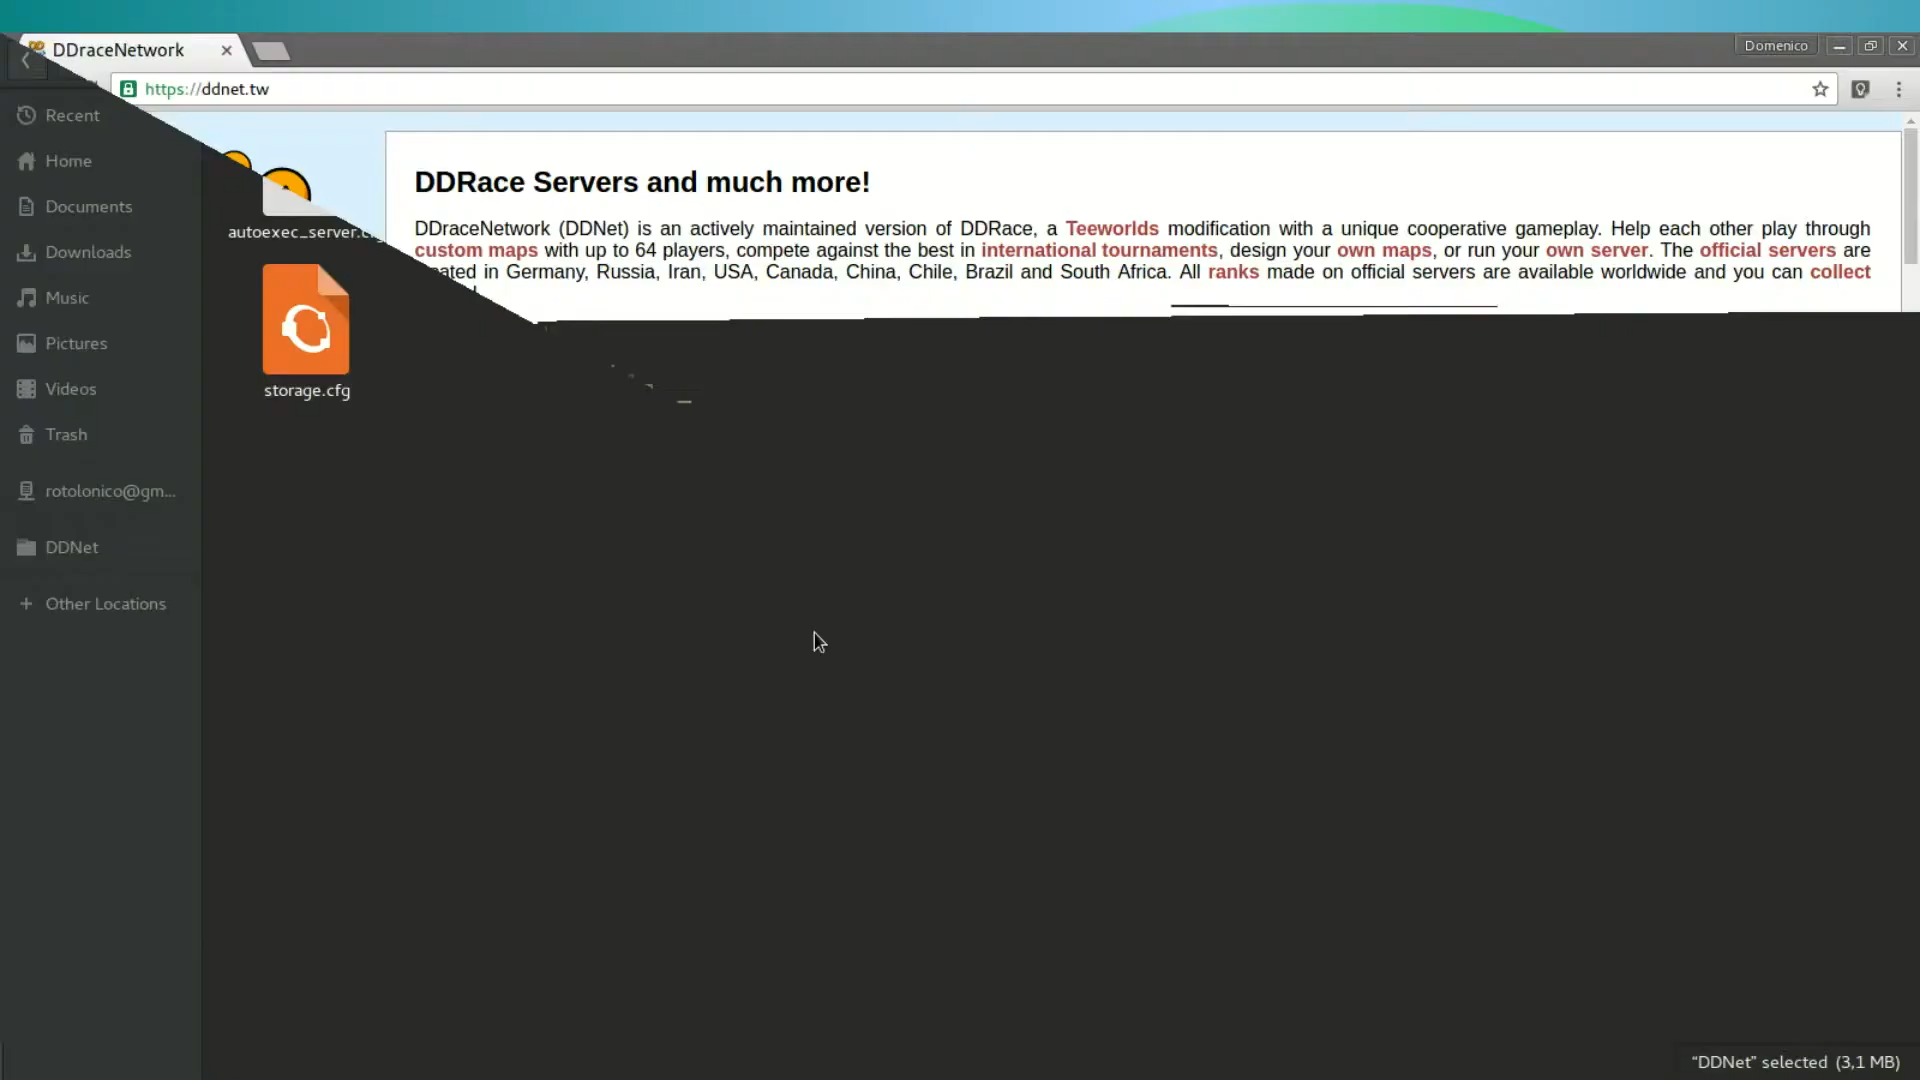 DDraceNetwork
Domenico
https://ddnet.tw
Recent
Home
Documents
Downloads
Music
Pictures
Videos
Trash
rotolonico@gm...
DDNet
Other Locations
autoexec_server.c
storage.cfg
DDRace Servers and much more!
DDraceNetwork (DDNet) is an actively maintained version of DDRace, a Teeworlds modification with a unique cooperative gameplay. Help each other play through
custom maps with up to 64 players, compete against the best in international tournaments, design your own maps, or run your own server. The official servers are
in Germany, Russia, Iran, USA, Canada, China, Chile, Brazil and South Africa. All ranks made on official servers are available worldwide and you can collect
“DDNet” selected (3,1 MB)